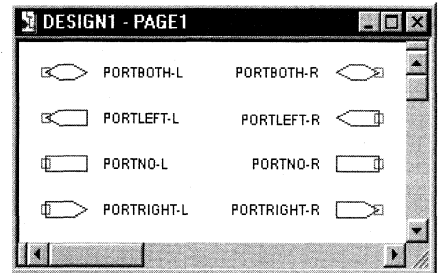 DESIGN1 - PAGE1
PORTBOTH-L PORTBOTH-R
PORTLEFT-L PORTLEFT-R
PORTNO-L PORTNO-R
PORTRIGHT-L PORTRIGHT-R